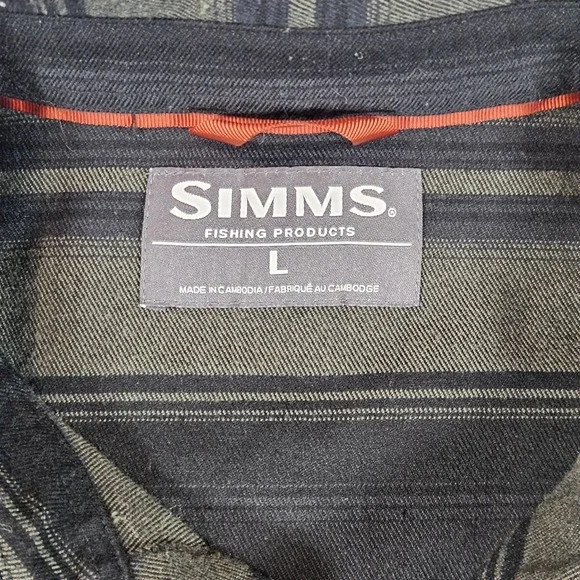 SIMMS®
FISHING PRODUCTS
L
MADE IN CAMBODIA / FABRIQUÉ AU CAMBODGE